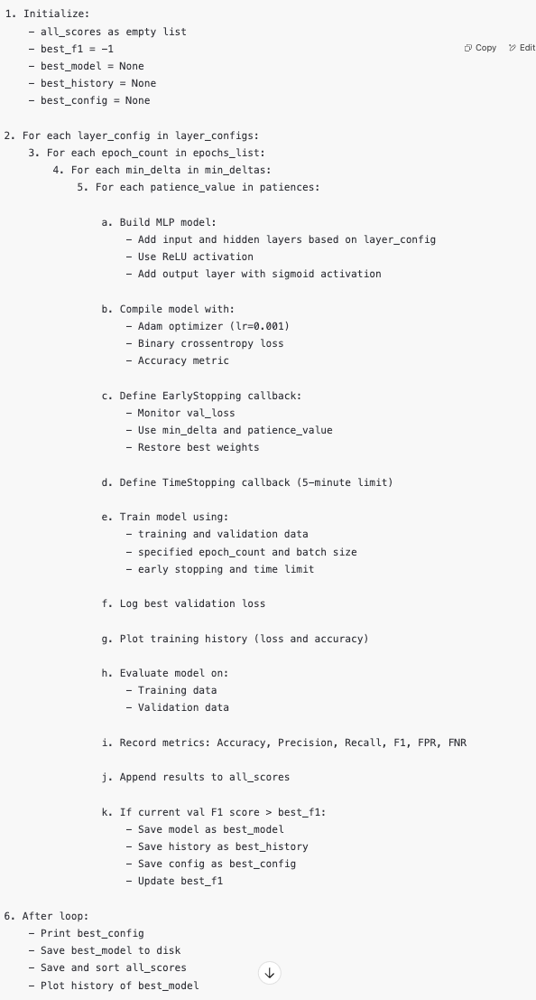 1. Initialize:
– all_scores as empty list
– best_f1 = –1
Copy Edit
– best_model = None
– best_history = None
– best_config = None
2. For each layer_config in layer_configs:
3. For each epoch_count in epochs_list:
4. For each min_delta in min_deltas:
5. For each patience_value in patiences:
a. Build MLP model:
– Add input and hidden layers based on layer_config
– Use ReLU activation
– Add output layer with sigmoid activation
b. Compile model with:
– Adam optimizer (lr=0.001)
– Binary crossentropy loss
– Accuracy metric
c. Define EarlyStopping callback:
– Monitor val_loss
– Use min_delta and patience_value
– Restore best weights
d. Define TimeStopping callback (5–minute limit)
e. Train model using:
– training and validation data
– specified epoch_count and batch size
– early stopping and time limit
f. Log best validation loss
g. Plot training history (loss and accuracy)
h. Evaluate model on:
– Training data
– Validation data
i. Record metrics: Accuracy, Precision, Recall, F1, FPR, FNR
j. Append results to all_scores
k. If current val F1 score > best_f1:
– Save model as best_model
– Save history as best_history
– Save config as best_config
– Update best_f1
6. After loop:
– Print best_config
– Save best_model to disk
– Save and sort all_scores
– Plot history of best_model